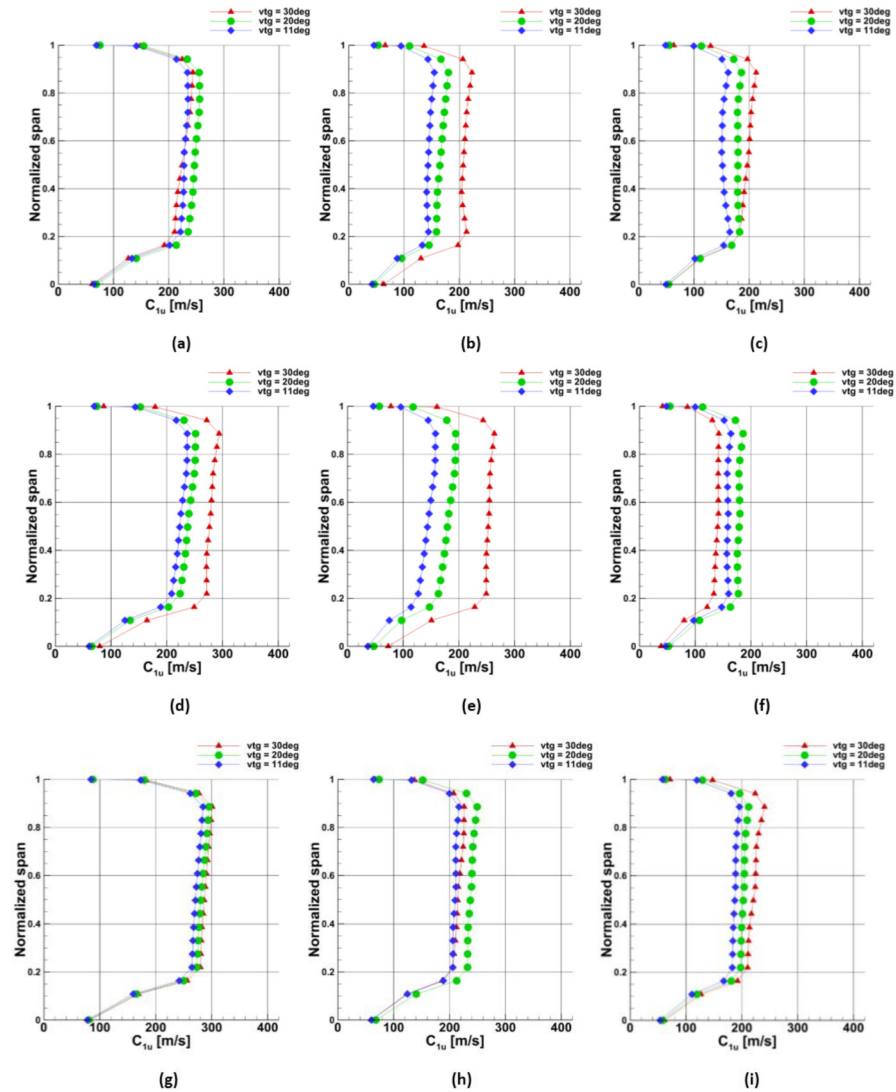 vtg = 30deg
vtg = 20deg
vtg = 11deg
vtg = 30deg
vtg = 20deg
vtg = 11deg
vtg = 30deg
vtg = 20deg
vtg = 11deg
Normalized span
1
0.8
0.6
0.4
0.2
0
0 100 200 300 400
C1u [m/s]
Normalized span
1
0.8
0.6
0.4
0.2
0
0 100 200 300 400
C1u [m/s]
Normalized span
1
0.8
0.6
0.4
0.2
0
0 100 200 300 400
C1u [m/s]
(a) (b) (c)
vtg = 30deg
vtg = 20deg
vtg = 11deg
vtg = 30deg
vtg = 20deg
vtg = 11deg
vtg = 30deg
vtg = 20deg
vtg = 11deg
Normalized span
1
0.8
0.6
0.4
0.2
0
0 100 200 300 400
C1u [m/s]
Normalized span
1
0.8
0.6
0.4
0.2
0
0 100 200 300 400
C1u [m/s]
Normalized span
1
0.8
0.6
0.4
0.2
0
0 100 200 300 400
C1u [m/s]
(d) (e) (f)
vtg = 30deg
vtg = 20deg
vtg = 11deg
vtg = 30deg
vtg = 20deg
vtg = 11deg
vtg = 30deg
vtg = 20deg
vtg = 11deg
Normalized span
1
0.8
0.6
0.4
0.2
0
0 100 200 300 400
C1u [m/s]
Normalized span
1
0.8
0.6
0.4
0.2
0
0 100 200 300 400
C1u [m/s]
Normalized span
1
0.8
0.6
0.4
0.2
0
0 100 200 300 400
C1u [m/s]
(g) (h) (i)